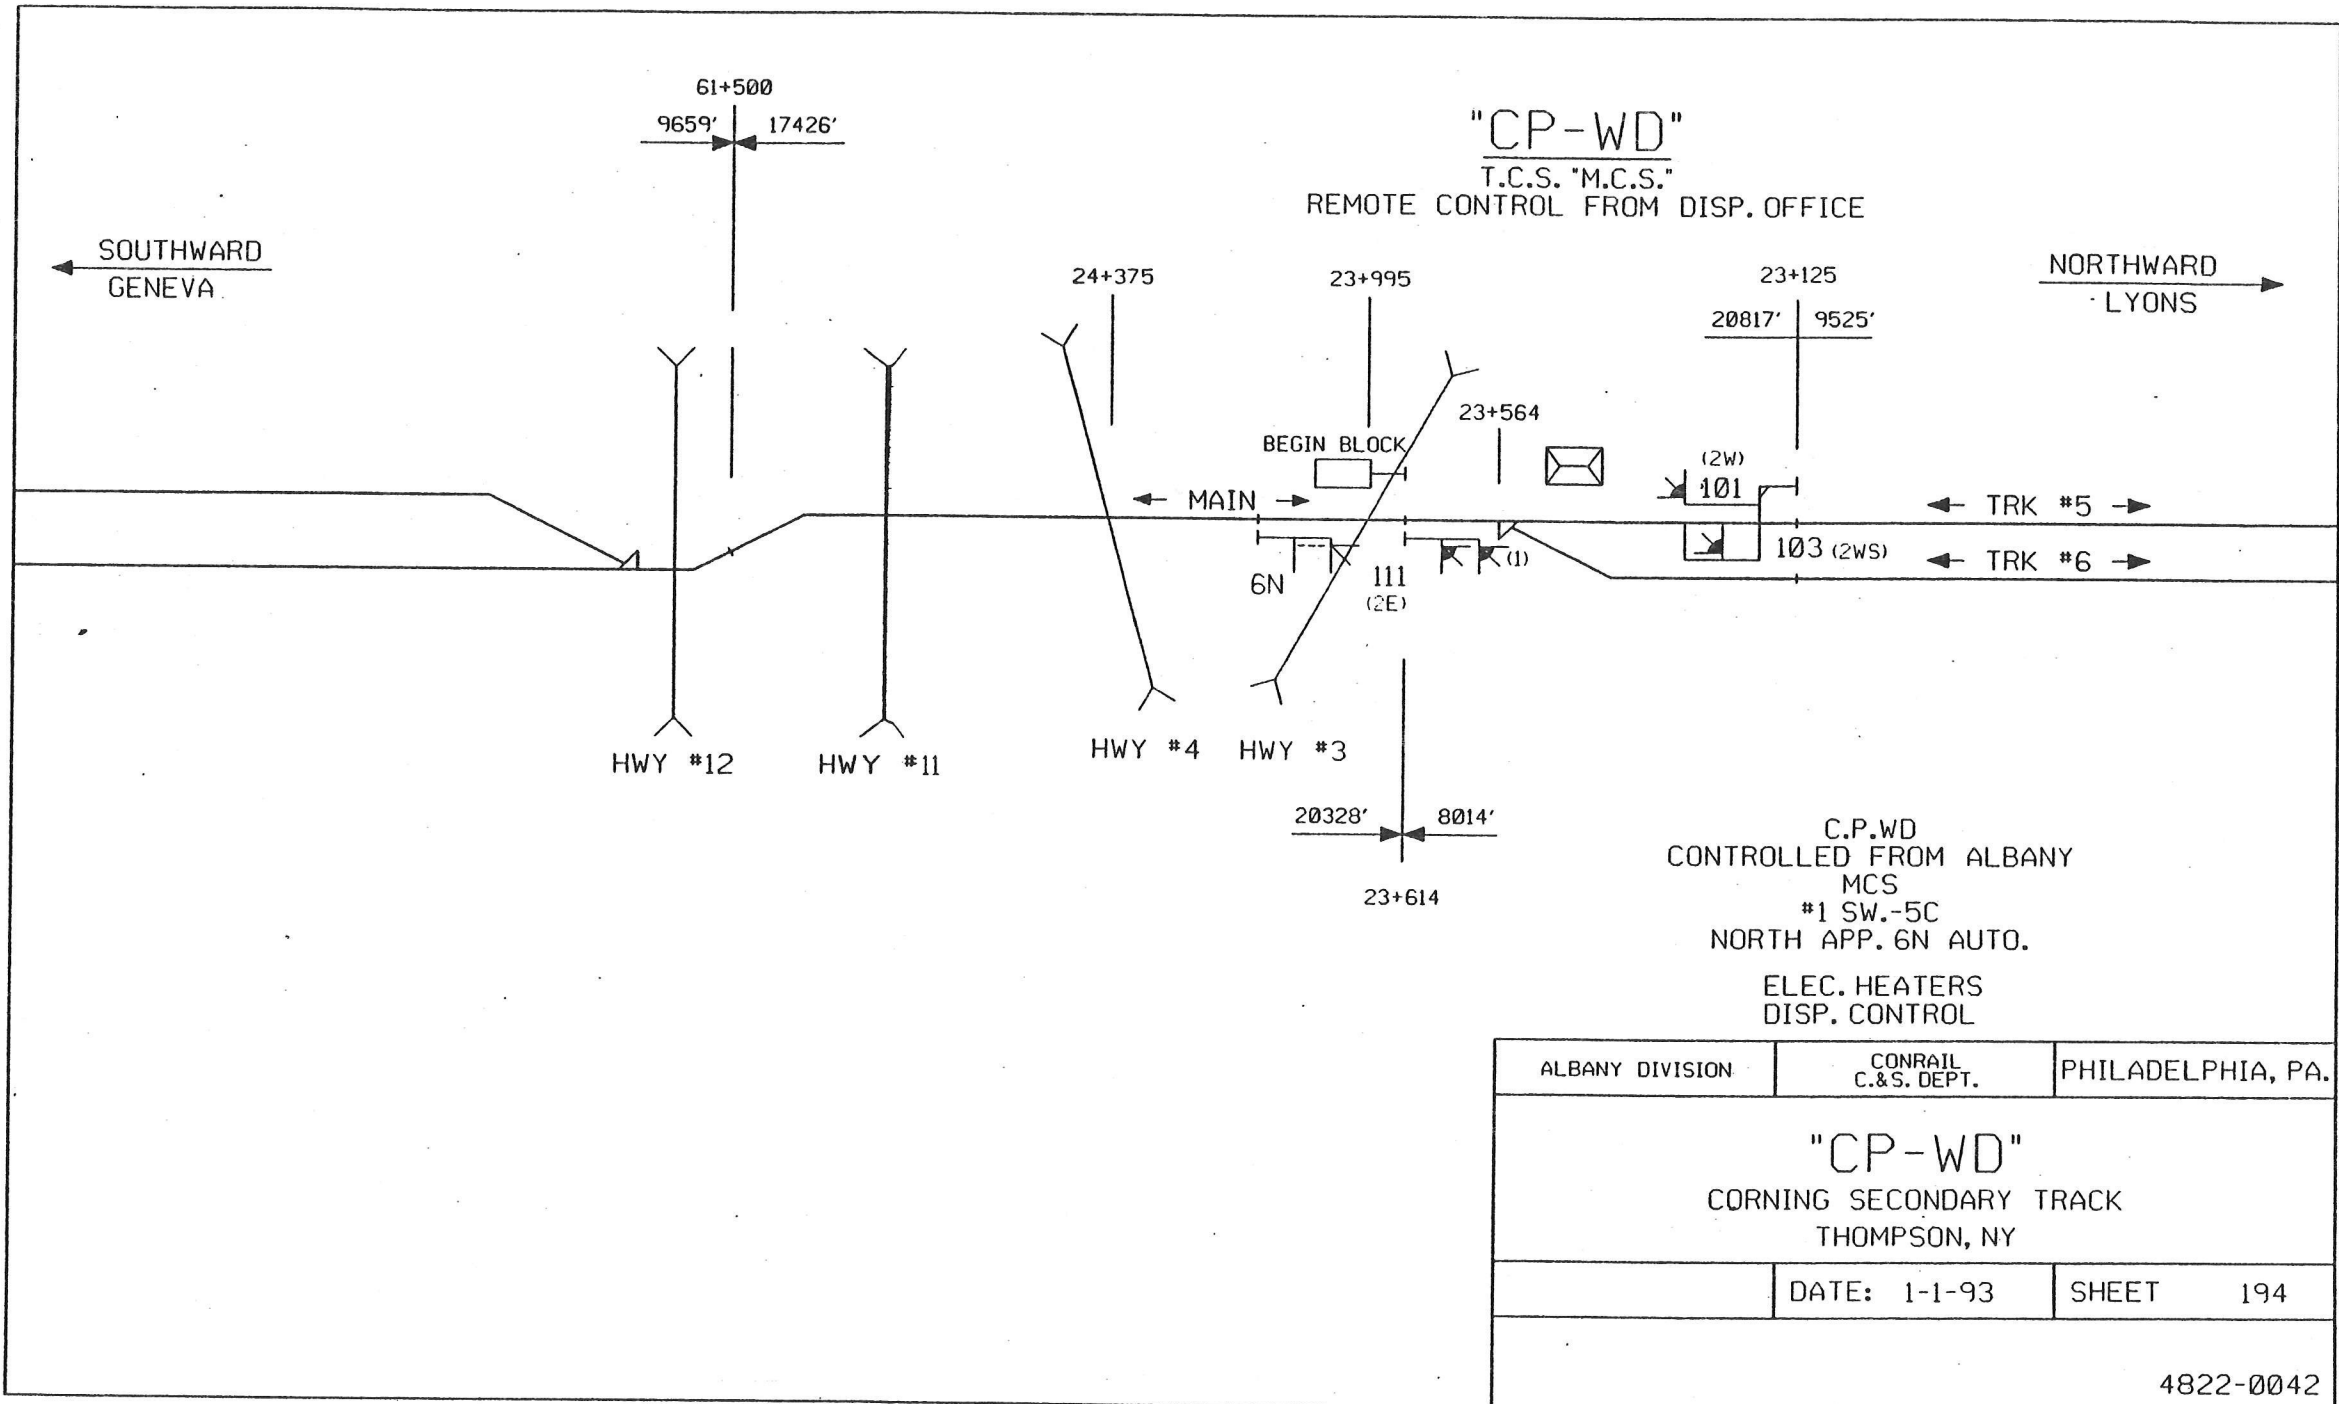 61+500
9659' 17426'
"CP-WD"
T.C.S. "M.C.S."
REMOTE CONTROL FROM DISP. OFFICE
SOUTHWARD
GENEVA
NORTHWARD
LYONS
24+375
23+995
23+125
20817' 9525'
23+564
BEGIN BLOCK
(2W)
101
MAIN
TRK #5
103 (2WS)
TRK #6
6N
111
(2E)
(1)
HWY #12
HWY #11
HWY #4
HWY #3
20328' 8014'
23+614
C.P.WD
CONTROLLED FROM ALBANY
MCS
#1 SW.-5C
NORTH APP. 6N AUTO.
ELEC. HEATERS
DISP. CONTROL
ALBANY DIVISION
CONRAIL
C.&S. DEPT.
PHILADELPHIA, PA.
"CP-WD"
CORNING SECONDARY TRACK
THOMPSON, NY
DATE: 1-1-93
SHEET 194
4822-0042